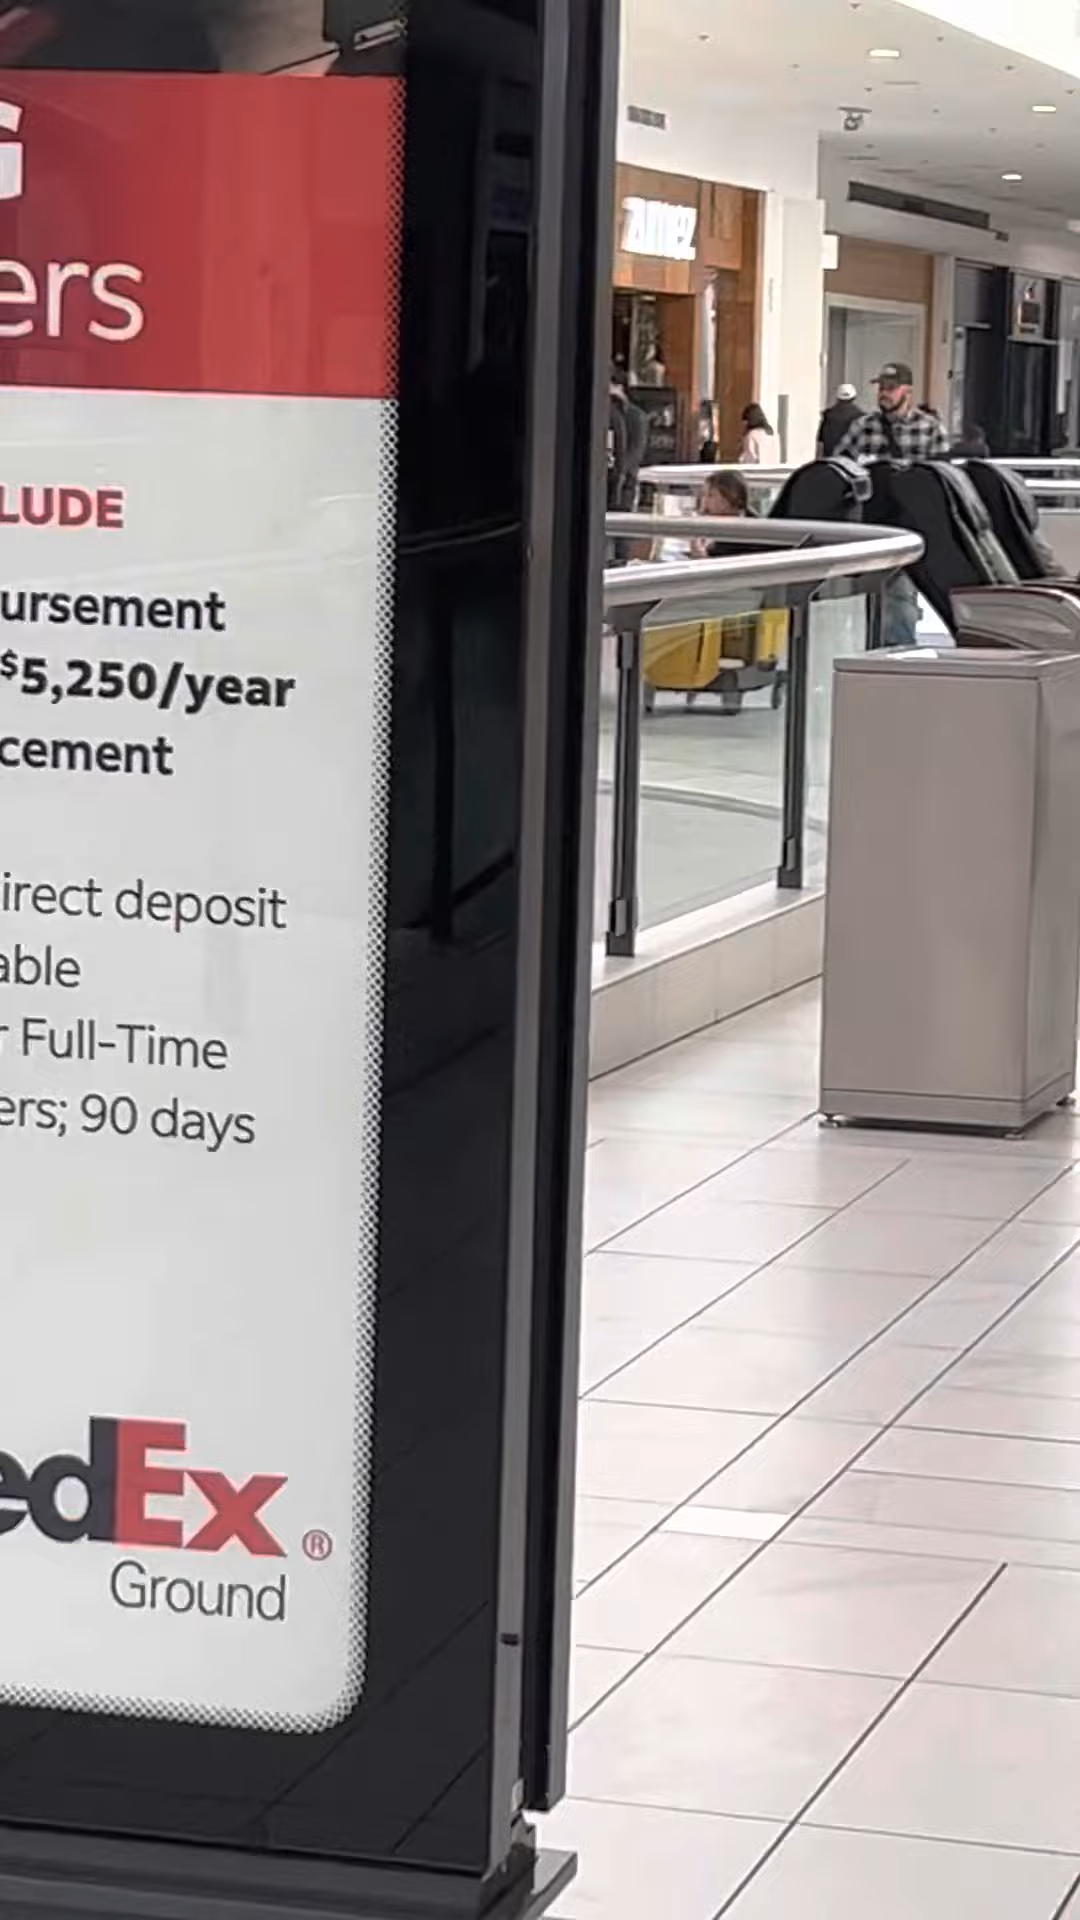 G
ers
LUDE
ursement
$5,250/year
cement
irect deposit
able
r Full-Time
ers; 90 days
edEx®
Ground